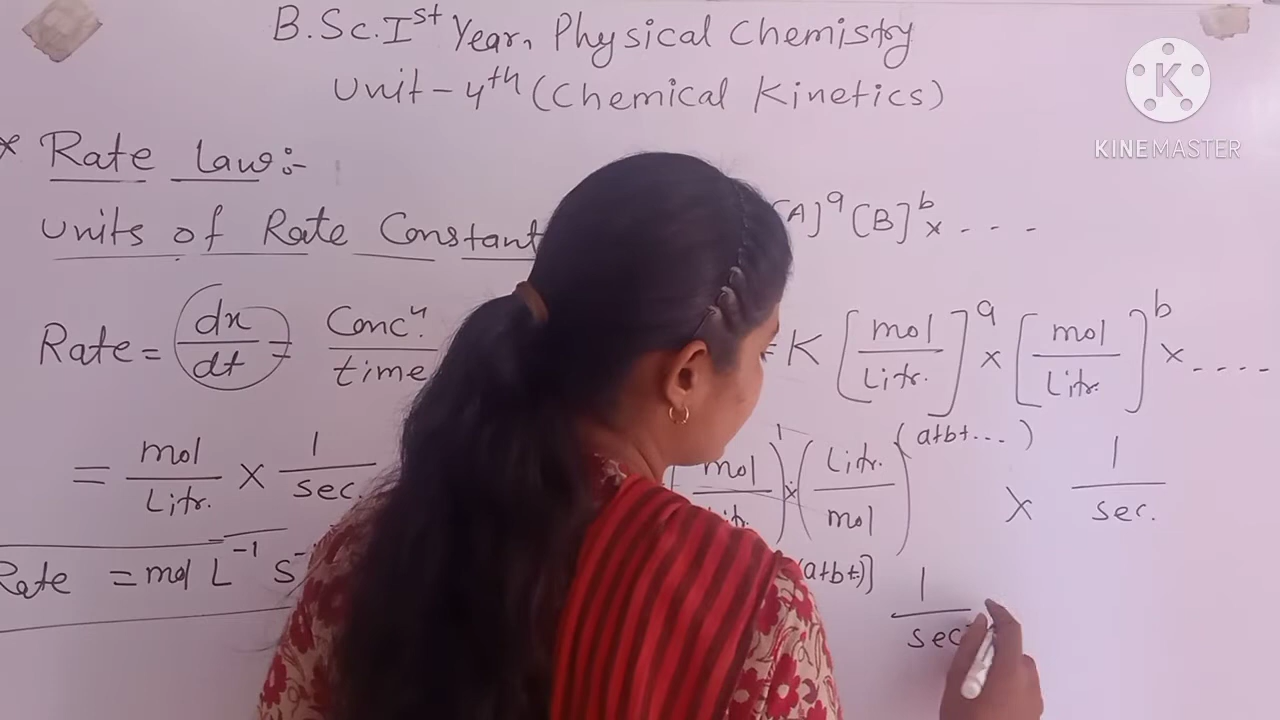 B.Sc. Ist Year, Physical Chemistry
Unit-4th (Chemical Kinetics)
K
KINEMASTER
* Rate Law:-
Units of Rate Constant
[A]^a [B]^b × - - -
Rate = dx/dt = Concn./time
= K [mol/Litr.]^a × [mol/Litr.]^b × - - - -
= mol/Litr. × 1/sec.
(mol/Litr.)^1 × (Litr./mol)^(a+b+...) × 1/sec.
Rate = mol L^-1 S^-
(a+b+)]
1/sec